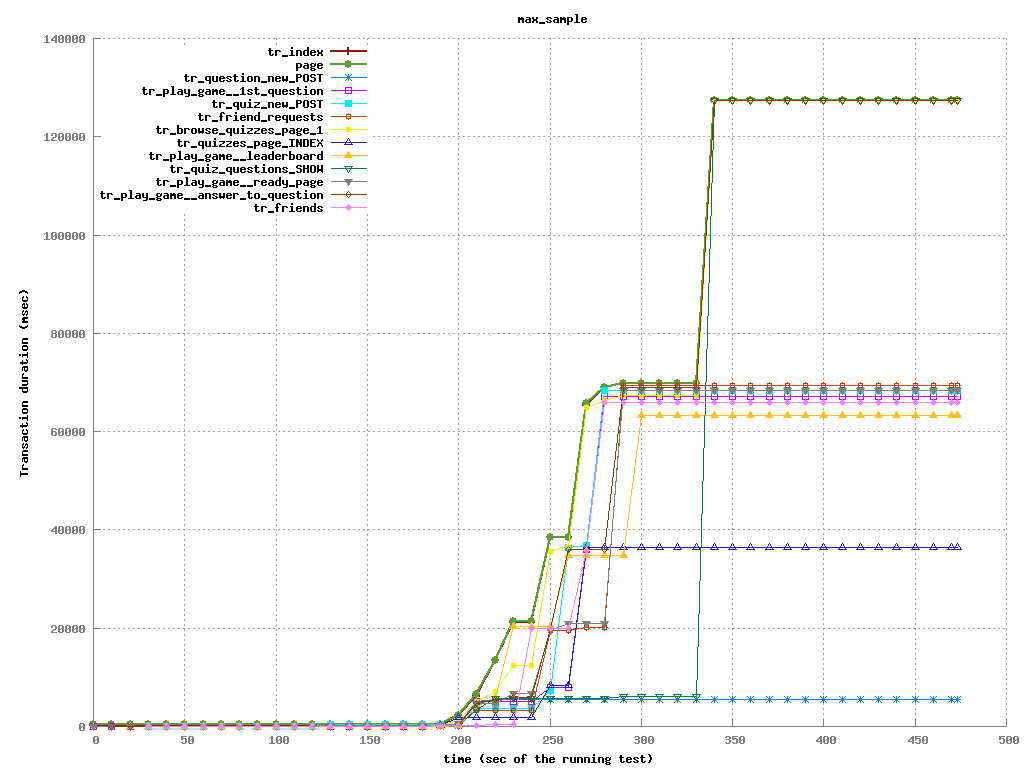 max_sample
140000
120000
100000
80000
60000
40000
20000
0
tr_index
page
tr_question_new_POST
tr_play_game__1st_question
tr_quiz_new_POST
tr_friend_requests
tr_browse_quizzes_page_1
tr_quizzes_page_INDEX
tr_play_game__leaderboard
tr_quiz_questions_SHOW
tr_play_game__ready_page
tr_play_game__answer_to_question
tr_friends
Transaction duration (msec)
0 50 100 150 200 250 300 350 400 450 500
time (sec of the running test)